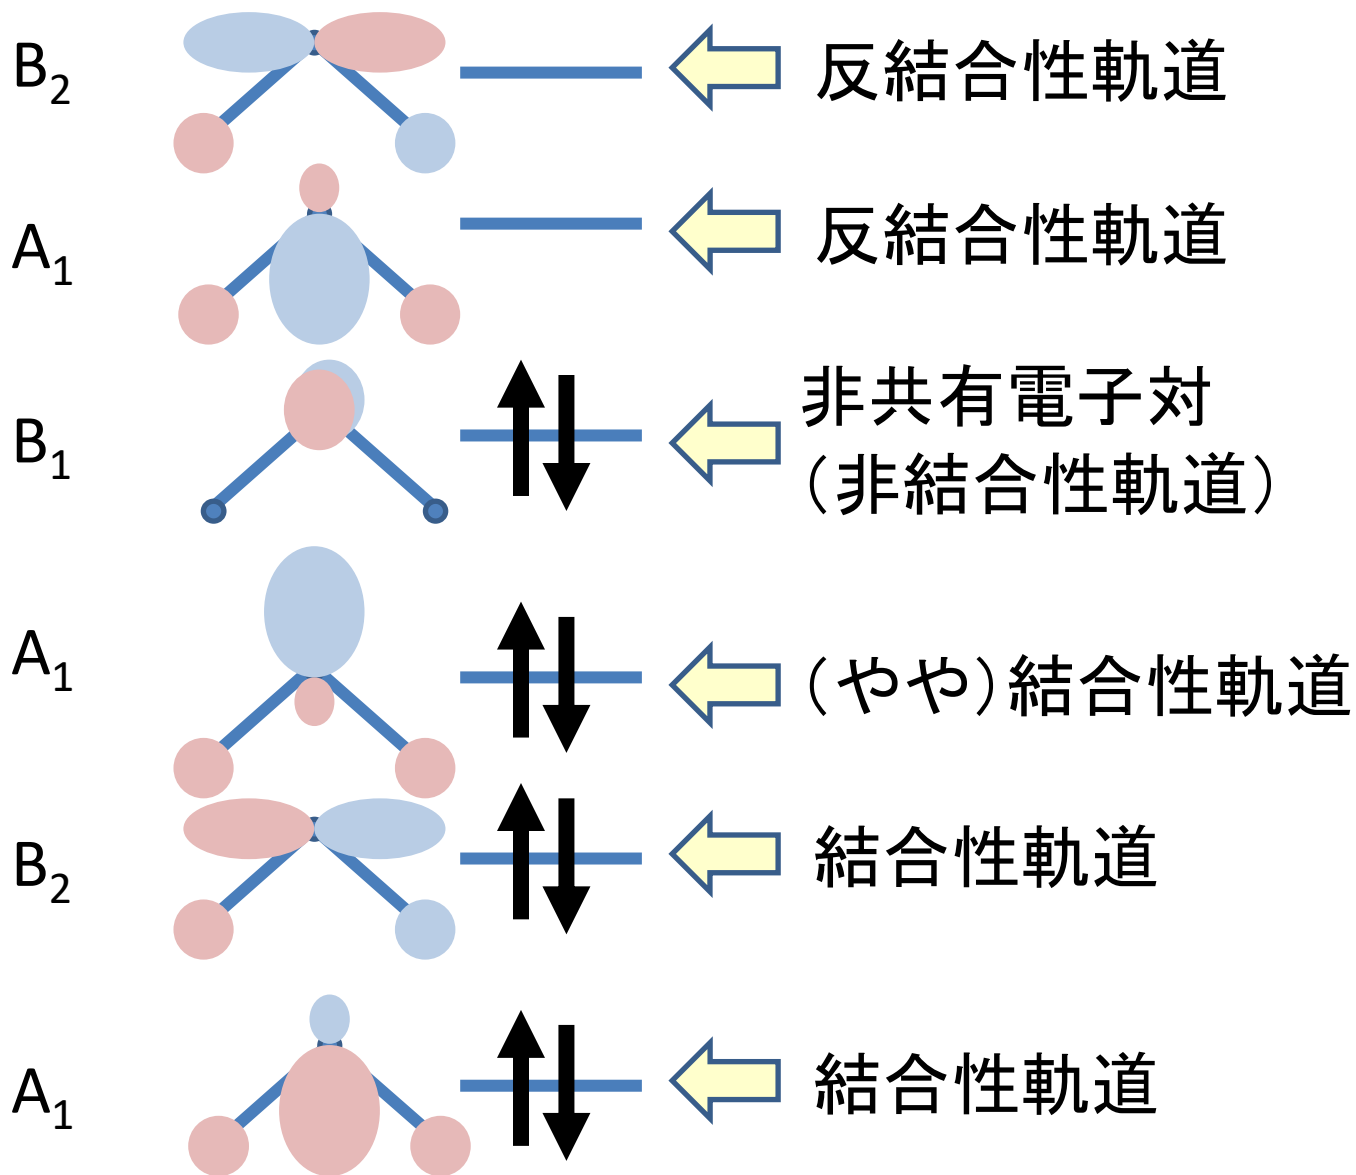 B₂ 反結合性軌道
A₁ 反結合性軌道
B₁ 非共有電子対
（非結合性軌道）
A₁ （やや）結合性軌道
B₂ 結合性軌道
A₁ 結合性軌道